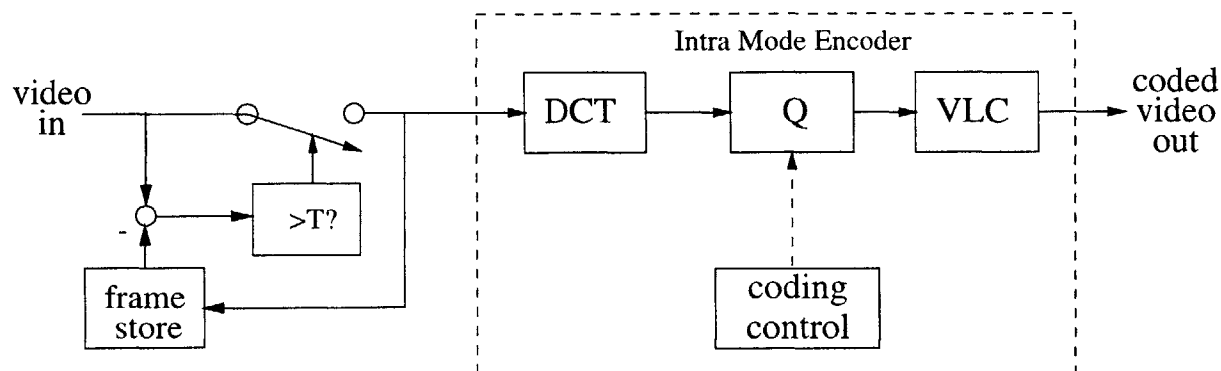 Intra Mode Encoder
video
in
DCT
Q
VLC
coded
video
out
>T?
-
frame
store
coding
control